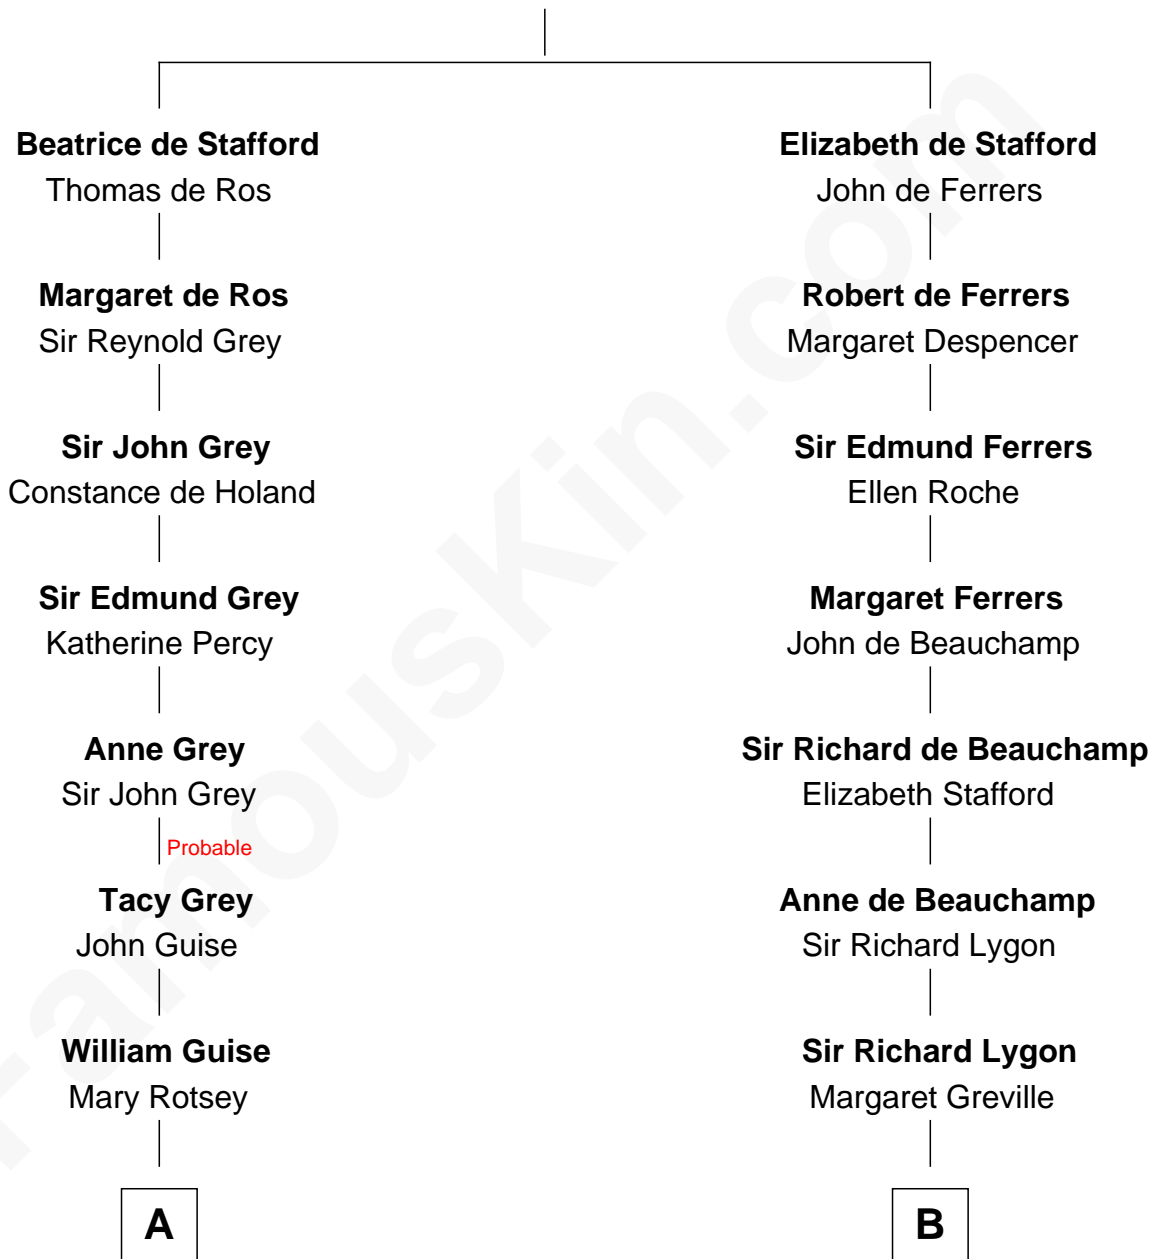 Beatrice de Stafford
Thomas de Ros
Margaret de Ros
Sir Reynold Grey
Sir John Grey
Constance de Holand
Sir Edmund Grey
Katherine Percy
Anne Grey
Sir John Grey
Probable
Tacy Grey
John Guise
William Guise
Mary Rotsey
A
Elizabeth de Stafford
John de Ferrers
Robert de Ferrers
Margaret Despencer
Sir Edmund Ferrers
Ellen Roche
Margaret Ferrers
John de Beauchamp
Sir Richard de Beauchamp
Elizabeth Stafford
Anne de Beauchamp
Sir Richard Lygon
Sir Richard Lygon
Margaret Greville
B
FamousKin.com